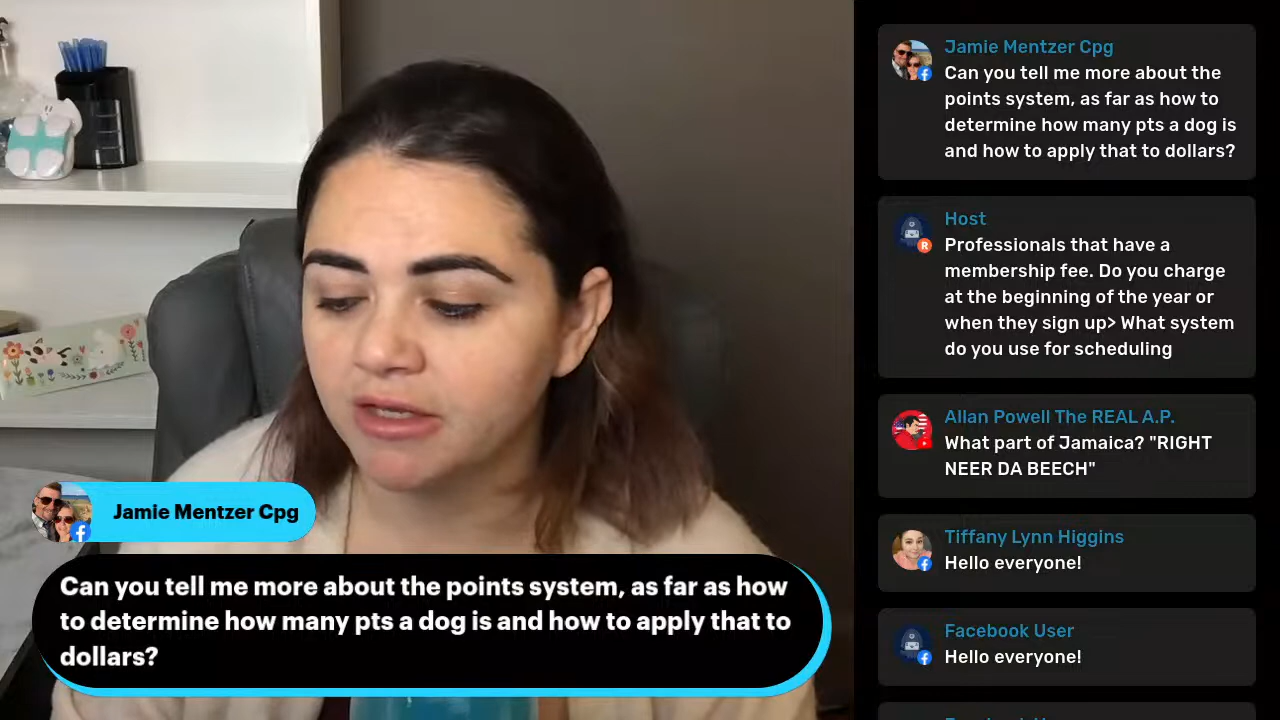 Jamie Mentzer Cpg
Can you tell me more about the points system, as far as how
to determine how many pts a dog is and how to apply that to
dollars?
Jamie Mentzer Cpg
Can you tell me more about the
points system, as far as how to
determine how many pts a dog is
and how to apply that to dollars?
Host
R
Professionals that have a
membership fee. Do you charge
at the beginning of the year or
when they sign up> What system
do you use for scheduling
Allan Powell The REAL A.P.
What part of Jamaica? "RIGHT
NEER DA BEECH"
Tiffany Lynn Higgins
Hello everyone!
Facebook User
Hello everyone!